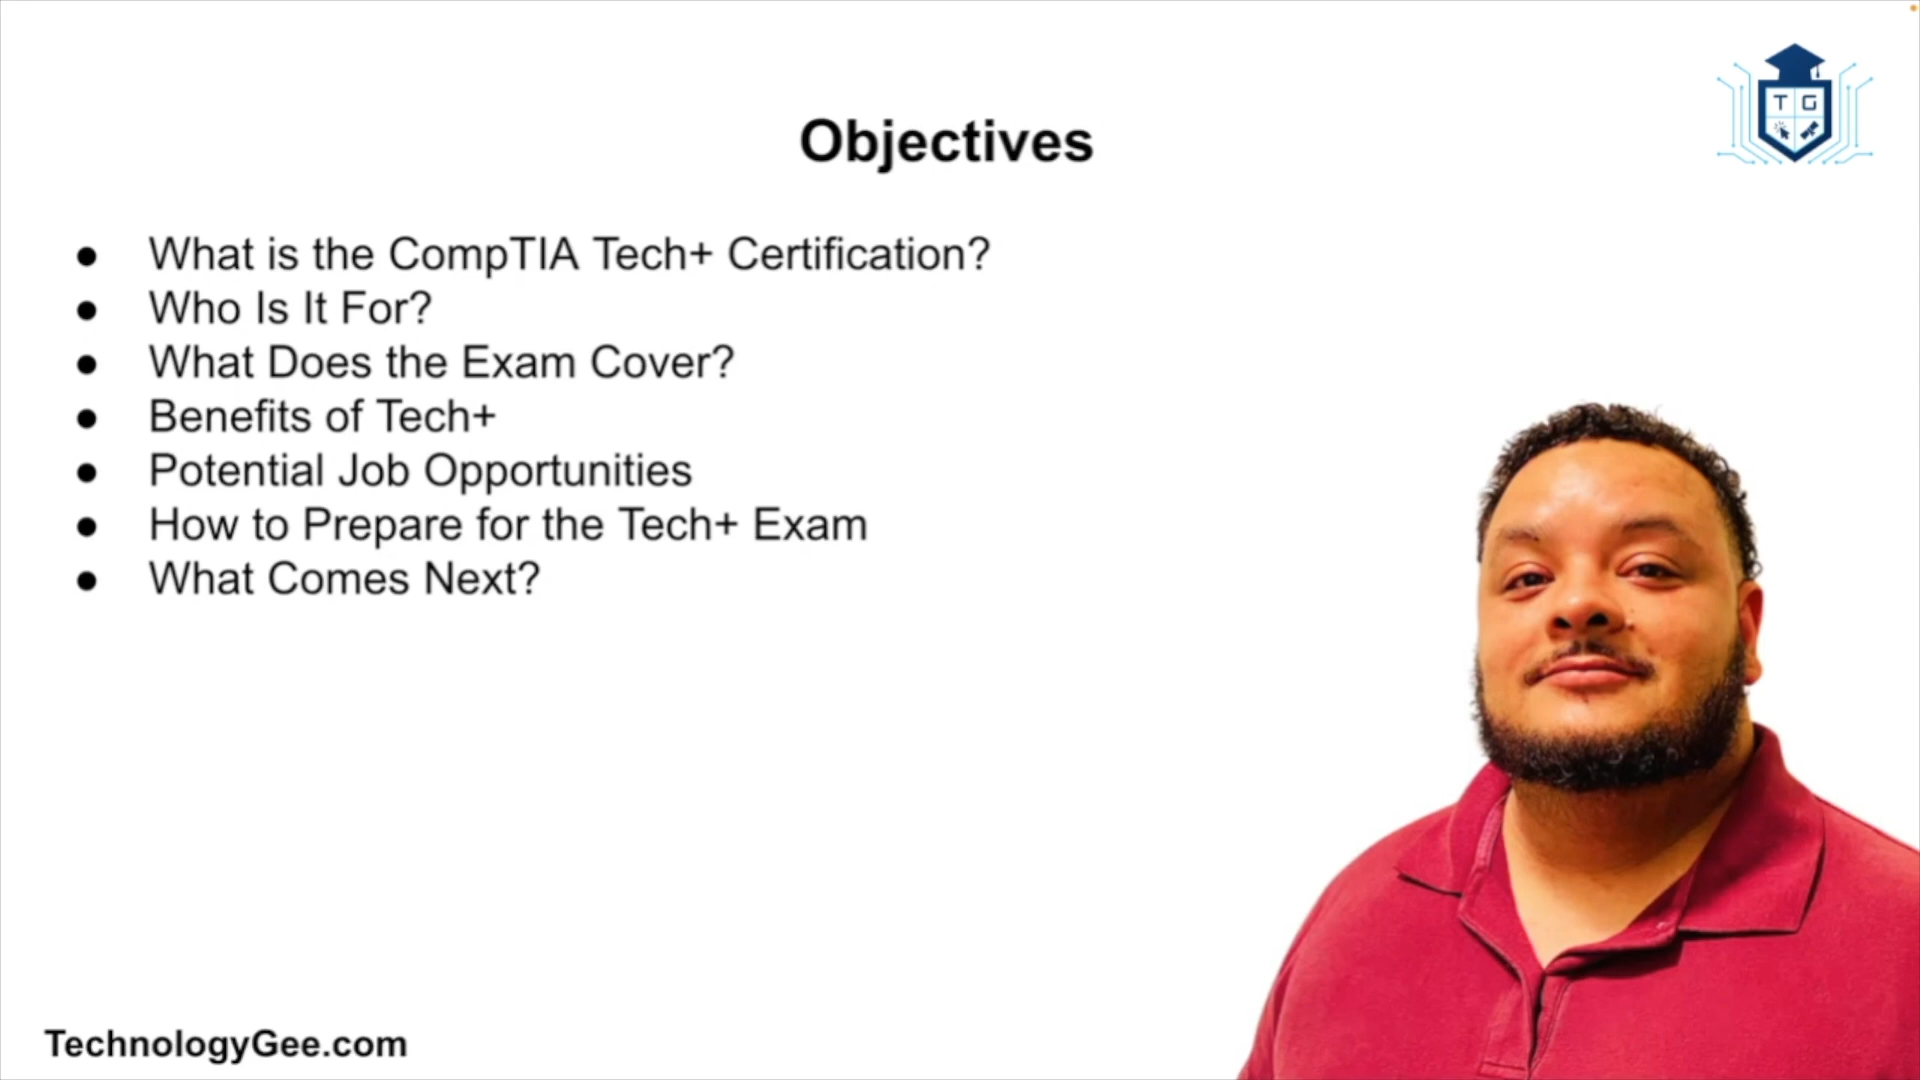 T G
Objectives
● What is the CompTIA Tech+ Certification?
● Who Is It For?
● What Does the Exam Cover?
● Benefits of Tech+
● Potential Job Opportunities
● How to Prepare for the Tech+ Exam
● What Comes Next?
TechnologyGee.com